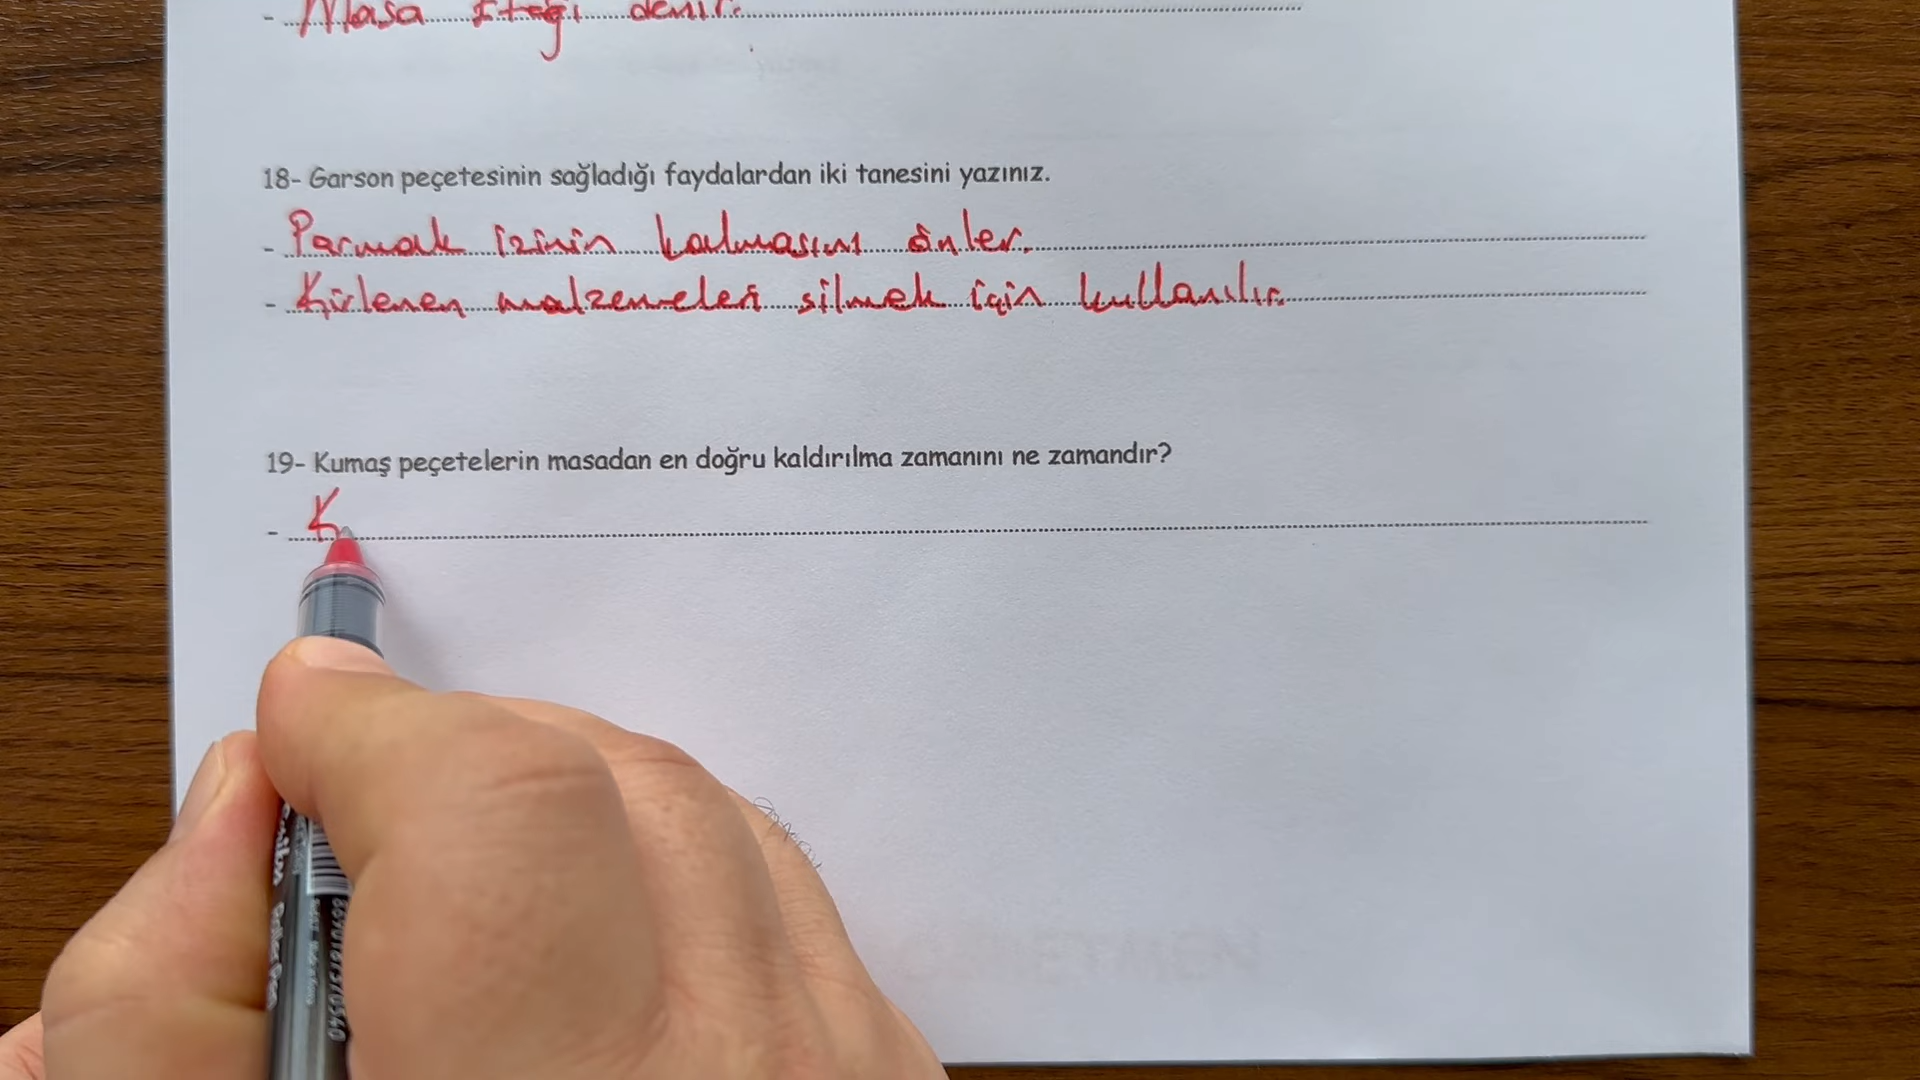 - Masa Eteği denir.
18- Garson peçetesinin sağladığı faydalardan iki tanesini yazınız.
- Parmak izinin kalmasını önler.
- Kirlenen malzemeleri silmek için kullanılır.
19- Kumaş peçetelerin masadan en doğru kaldırılma zamanını ne zamandır?
- K